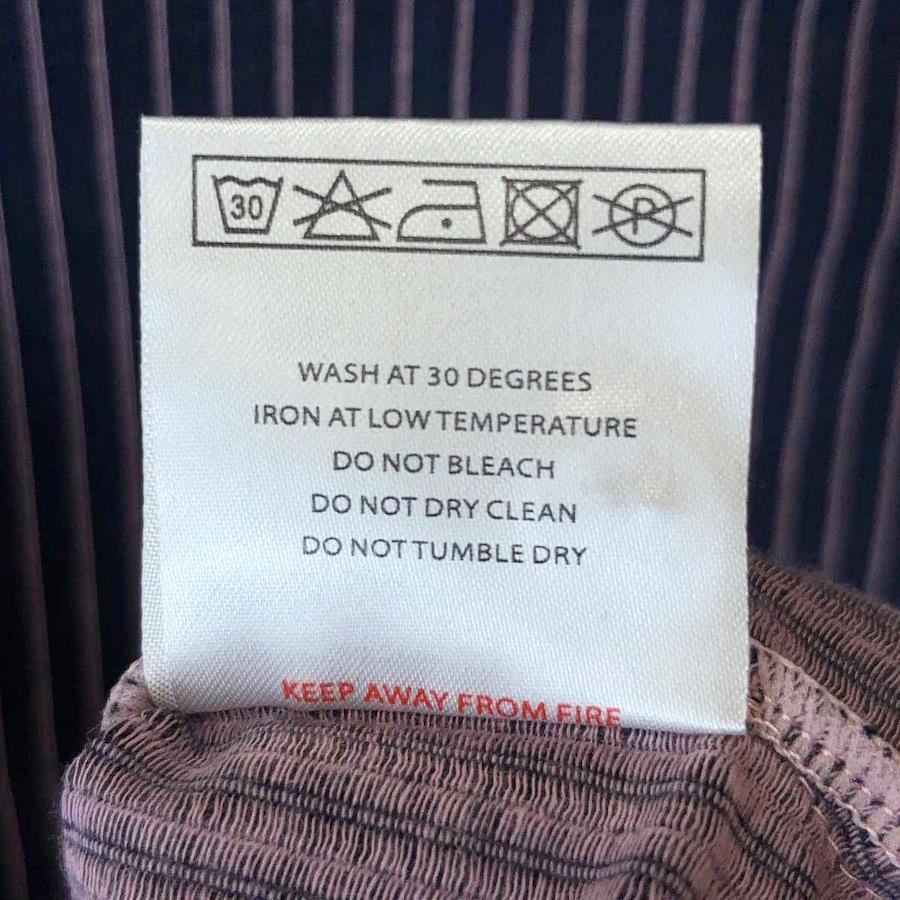 30 P
WASH AT 30 DEGREES
IRON AT LOW TEMPERATURE
DO NOT BLEACH
DO NOT DRY CLEAN
DO NOT TUMBLE DRY
KEEP AWAY FROM FIRE